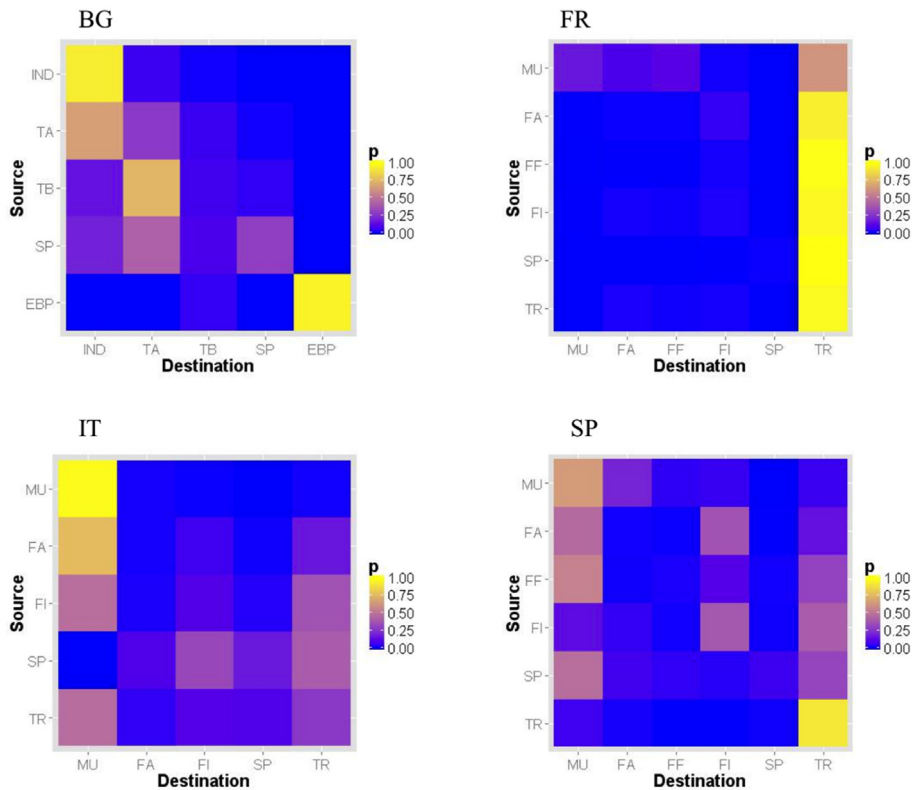 BG
IND
TA
TB
SP
EBP
Source
IND TA TB SP EBP
Destination
p
1.00
0.75
0.50
0.25
0.00
FR
MU
FA
FF
FI
SP
TR
Source
MU FA FF FI SP TR
Destination
p
1.00
0.75
0.50
0.25
0.00
IT
MU
FA
FI
SP
TR
Source
MU FA FI SP TR
Destination
p
1.00
0.75
0.50
0.25
0.00
SP
MU
FA
FF
FI
SP
TR
Source
MU FA FF FI SP TR
Destination
p
1.00
0.75
0.50
0.25
0.00